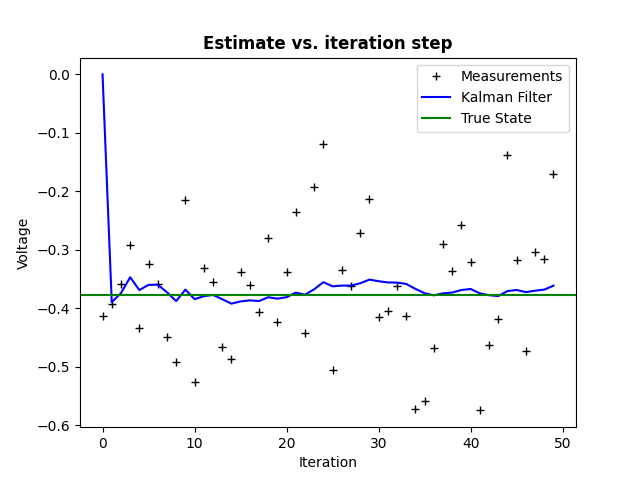 Estimate vs. iteration step
Measurements
Kalman Filter
True State
0.0
−0.1
−0.2
−0.3
−0.4
−0.5
−0.6
Voltage
0 10 20 30 40 50
Iteration